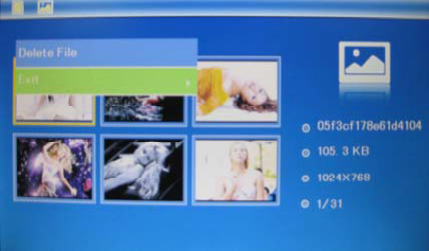 Delete File
Exit
05f3cf178e61d4104
105. 3 KB
1024X768
1/31